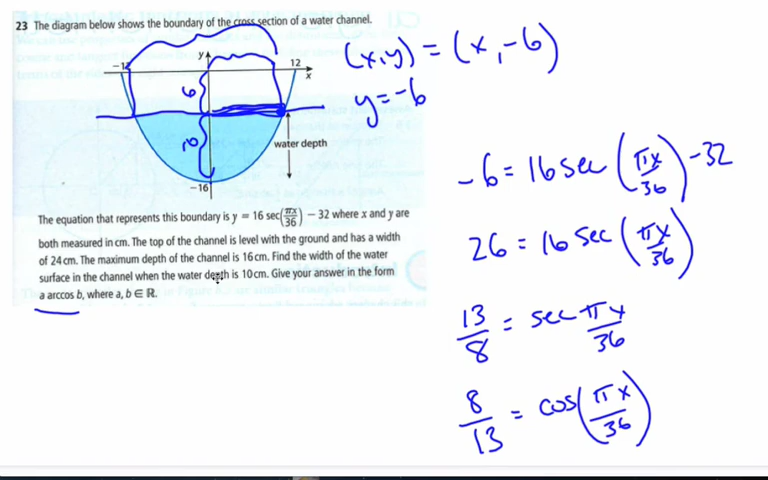 23 The diagram below shows the boundary of the cross section of a water channel.
y
-12
12
x
6
10
water depth
-16
The equation that represents this boundary is y = 16 sec(πx/36) − 32 where x and y are
both measured in cm. The top of the channel is level with the ground and has a width
of 24 cm. The maximum depth of the channel is 16 cm. Find the width of the water
surface in the channel when the water depth is 10 cm. Give your answer in the form
a arccos b, where a, b ∈ ℝ.
(x,y) = (x,-6)
y=-6
-6 = 16 sec (πx/36) -32
26 = 16 sec (πx/36)
13/8 = sec πx/36
8/13 = cos(πx/36)